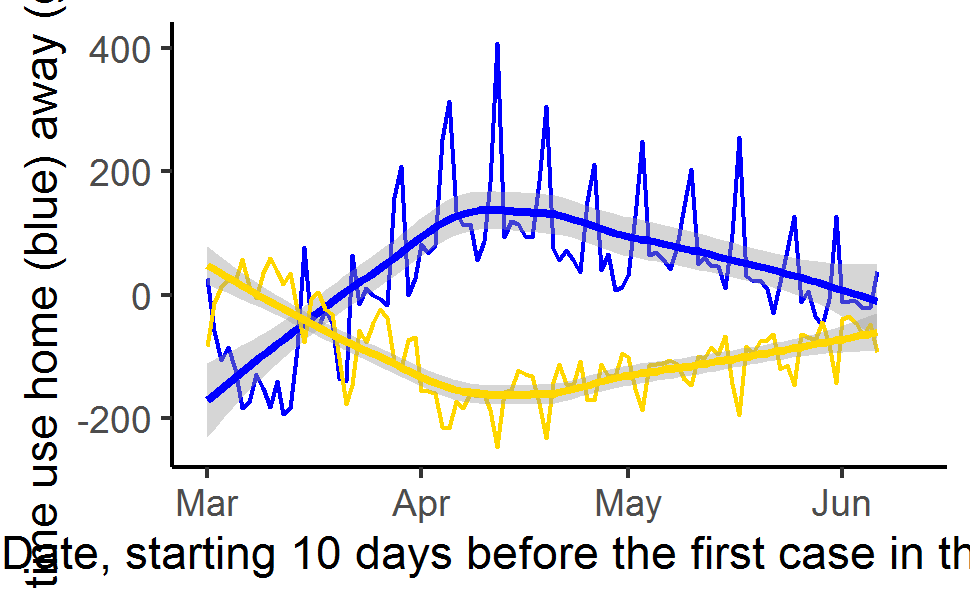 time use home (blue) away (
400
200
0
-200
Mar Apr May Jun
Date, starting 10 days before the first case in th